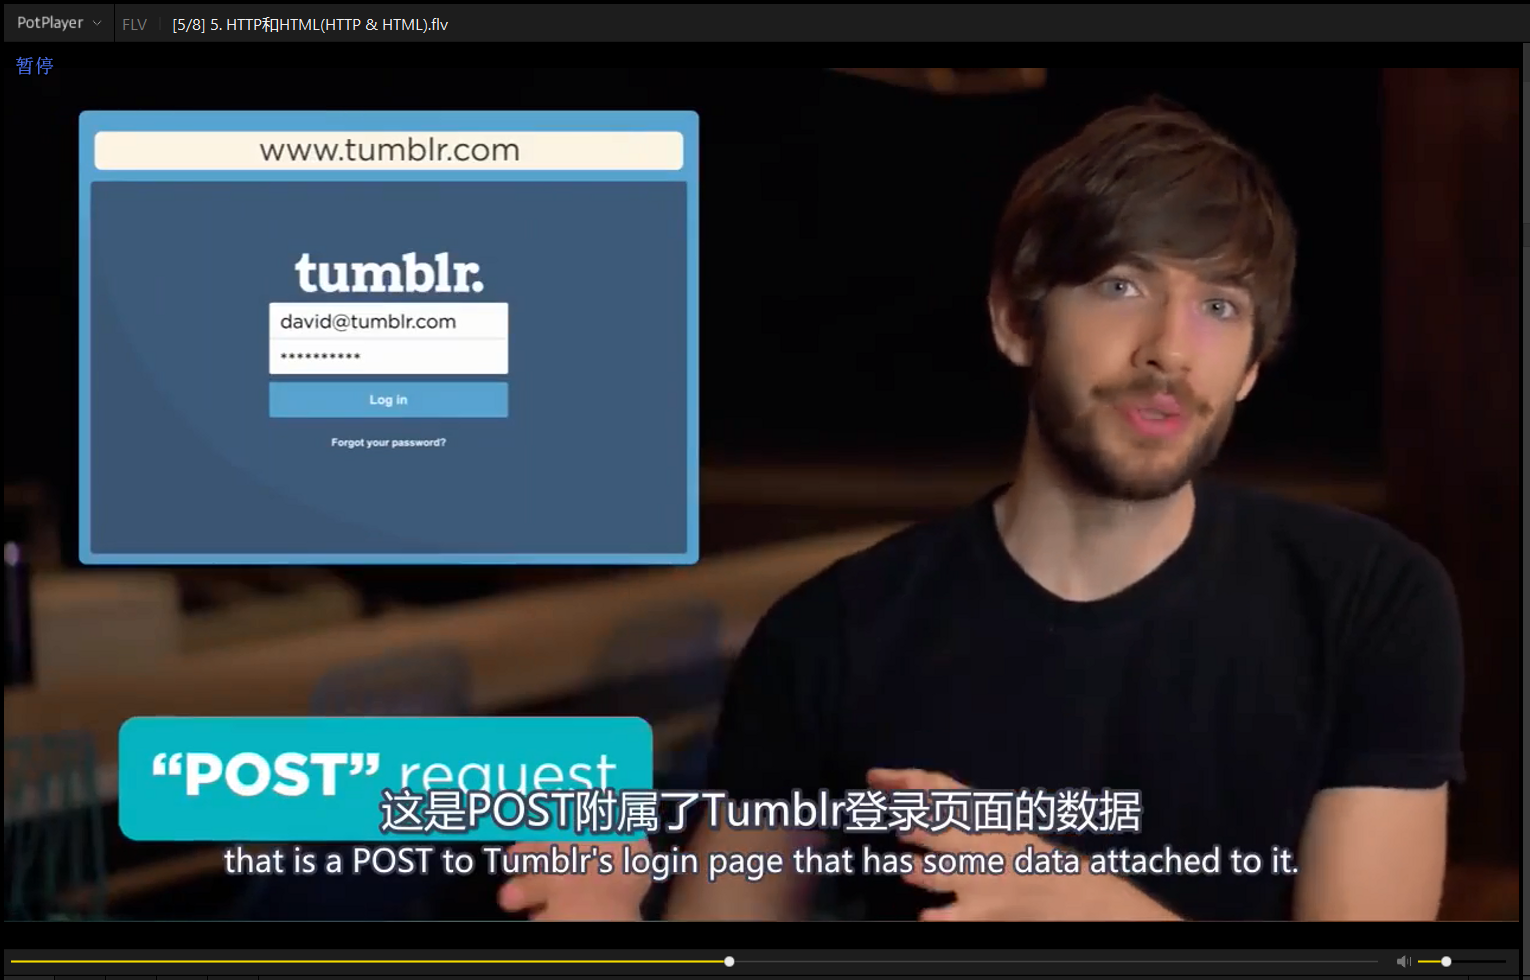 PotPlayer FLV [5/8] 5. HTTP和HTML(HTTP & HTML).flv
暂停
www.tumblr.com
tumblr.
david@tumblr.com
**********
Log in
Forgot your password?
“POST” request
这是POST附属了Tumblr登录页面的数据
that is a POST to Tumblr's login page that has some data attached to it.